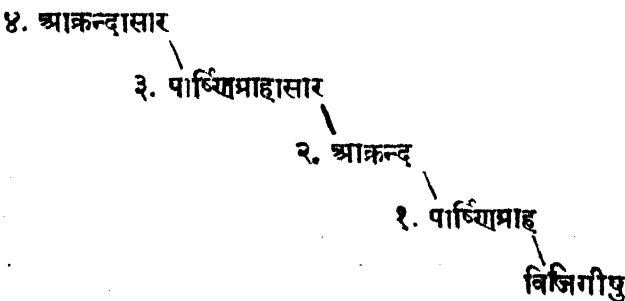 ४. आक्रन्दासार
३. पार्ष्णिग्राहासार
२. आक्रन्द
१. पार्ष्णिग्राह
विजिगीषु